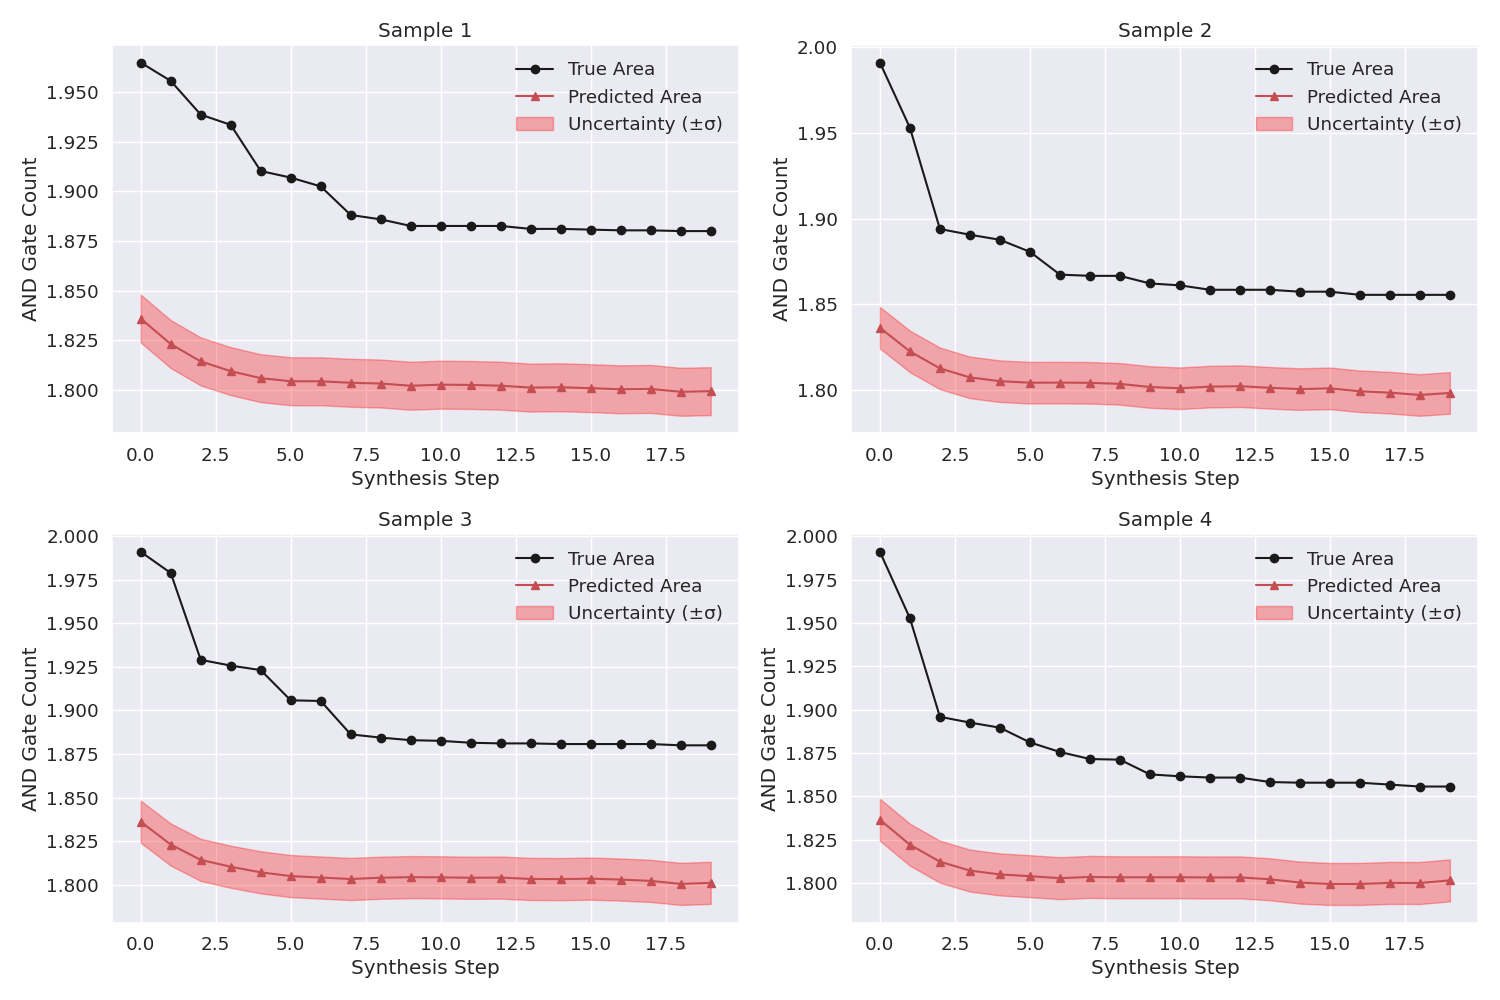 Sample 1
True Area
Predicted Area
Uncertainty (±σ)
AND Gate Count
1.950
1.925
1.900
1.875
1.850
1.825
1.800
0.0 2.5 5.0 7.5 10.0 12.5 15.0 17.5
Synthesis Step
Sample 2
True Area
Predicted Area
Uncertainty (±σ)
AND Gate Count
2.00
1.95
1.90
1.85
1.80
0.0 2.5 5.0 7.5 10.0 12.5 15.0 17.5
Synthesis Step
Sample 3
True Area
Predicted Area
Uncertainty (±σ)
AND Gate Count
2.000
1.975
1.950
1.925
1.900
1.875
1.850
1.825
1.800
0.0 2.5 5.0 7.5 10.0 12.5 15.0 17.5
Synthesis Step
Sample 4
True Area
Predicted Area
Uncertainty (±σ)
AND Gate Count
2.000
1.975
1.950
1.925
1.900
1.875
1.850
1.825
1.800
0.0 2.5 5.0 7.5 10.0 12.5 15.0 17.5
Synthesis Step